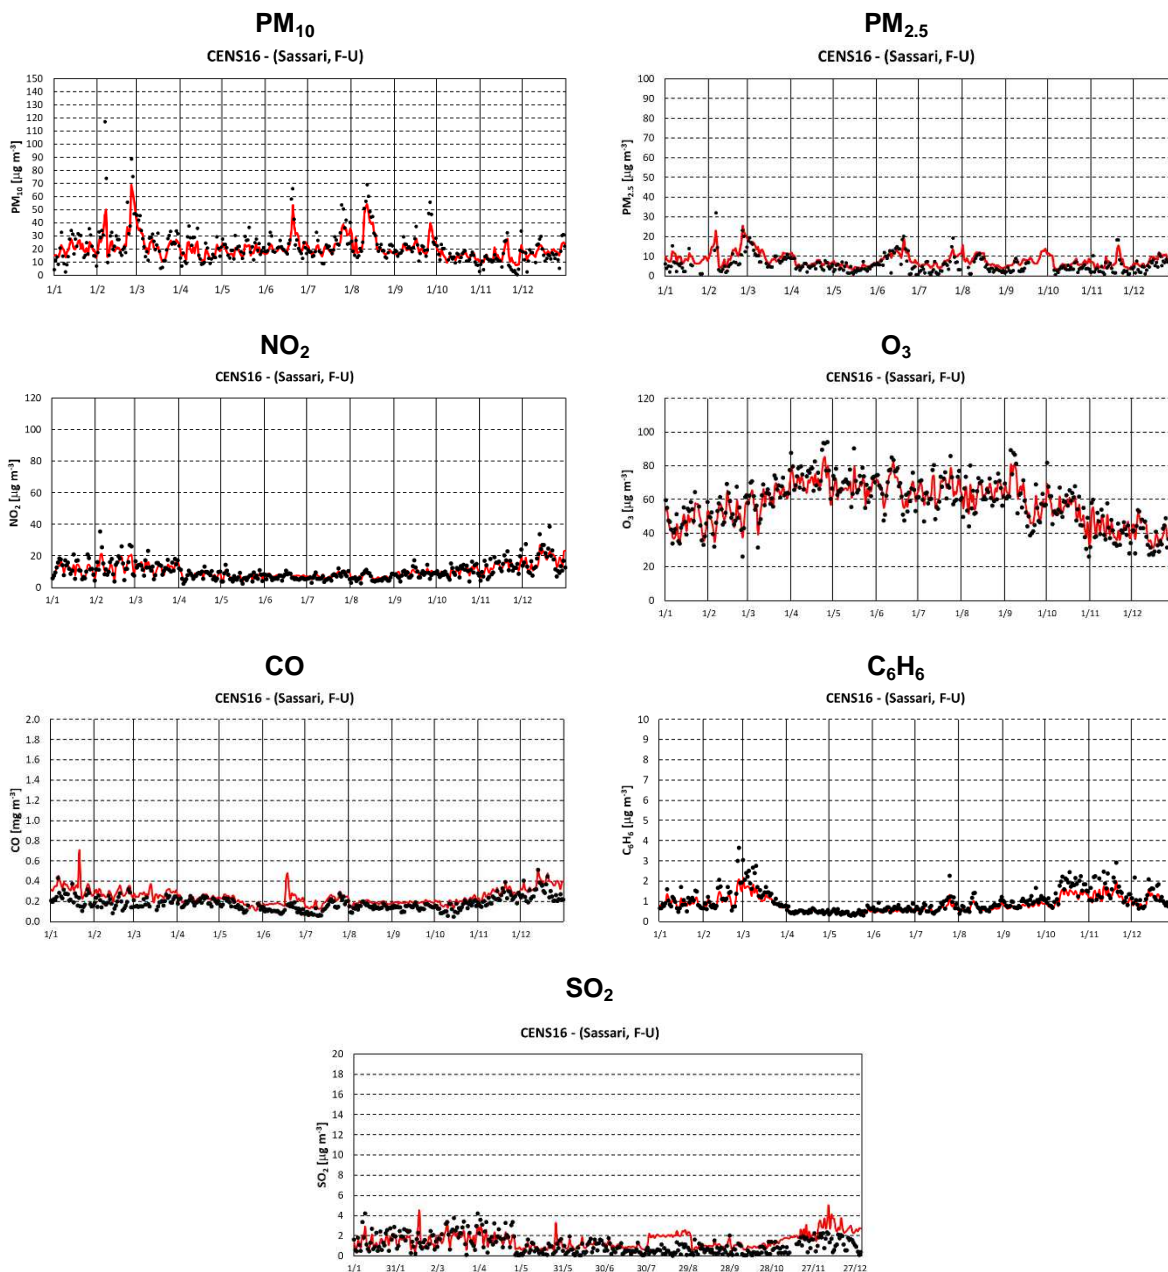 PM10
CENS16 - (Sassari, F-U)
PM10 [µg m-3]
150
140
130
120
110
100
90
80
70
60
50
40
30
20
10
0
1/1 1/2 1/3 1/4 1/5 1/6 1/7 1/8 1/9 1/10 1/11 1/12
PM2.5
CENS16 - (Sassari, F-U)
PM2.5 [µg m-3]
100
90
80
70
60
50
40
30
20
10
0
1/1 1/2 1/3 1/4 1/5 1/6 1/7 1/8 1/9 1/10 1/11 1/12
NO2
CENS16 - (Sassari, F-U)
NO2 [µg m-3]
120
100
80
60
40
20
0
1/1 1/2 1/3 1/4 1/5 1/6 1/7 1/8 1/9 1/10 1/11 1/12
O3
CENS16 - (Sassari, F-U)
O3 [µg m-3]
120
100
80
60
40
20
0
1/1 1/2 1/3 1/4 1/5 1/6 1/7 1/8 1/9 1/10 1/11 1/12
CO
CENS16 - (Sassari, F-U)
CO [mg m-3]
2.0
1.8
1.6
1.4
1.2
1.0
0.8
0.6
0.4
0.2
0.0
1/1 1/2 1/3 1/4 1/5 1/6 1/7 1/8 1/9 1/10 1/11 1/12
C6H6
CENS16 - (Sassari, F-U)
C6H6 [µg m-3]
10
9
8
7
6
5
4
3
2
1
0
1/1 1/2 1/3 1/4 1/5 1/6 1/7 1/8 1/9 1/10 1/11 1/12
SO2
CENS16 - (Sassari, F-U)
SO2 [µg m-3]
20
18
16
14
12
10
8
6
4
2
0
1/1 31/1 2/3 1/4 1/5 31/5 30/6 30/7 29/8 28/9 28/10 27/11 27/12